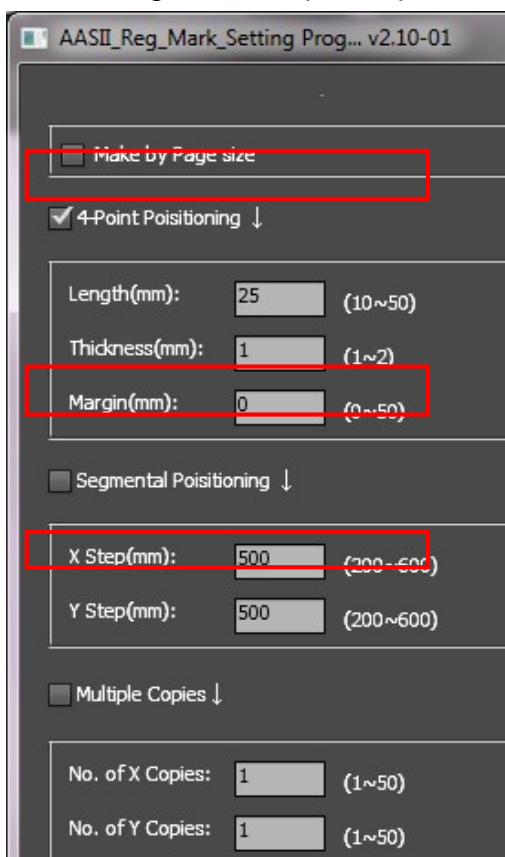 AASII_Reg_Mark_Setting Prog... v2.10-01
Make by Page size
4-Point Poisitioning ↓
Length(mm): 25 (10~50)
Thickness(mm): 1 (1~2)
Margin(mm): 0 (0~50)
Segmental Poisitioning ↓
X Step(mm): 500 (200~600)
Y Step(mm): 500 (200~600)
Multiple Copies ↓
No. of X Copies: 1 (1~50)
No. of Y Copies: 1 (1~50)